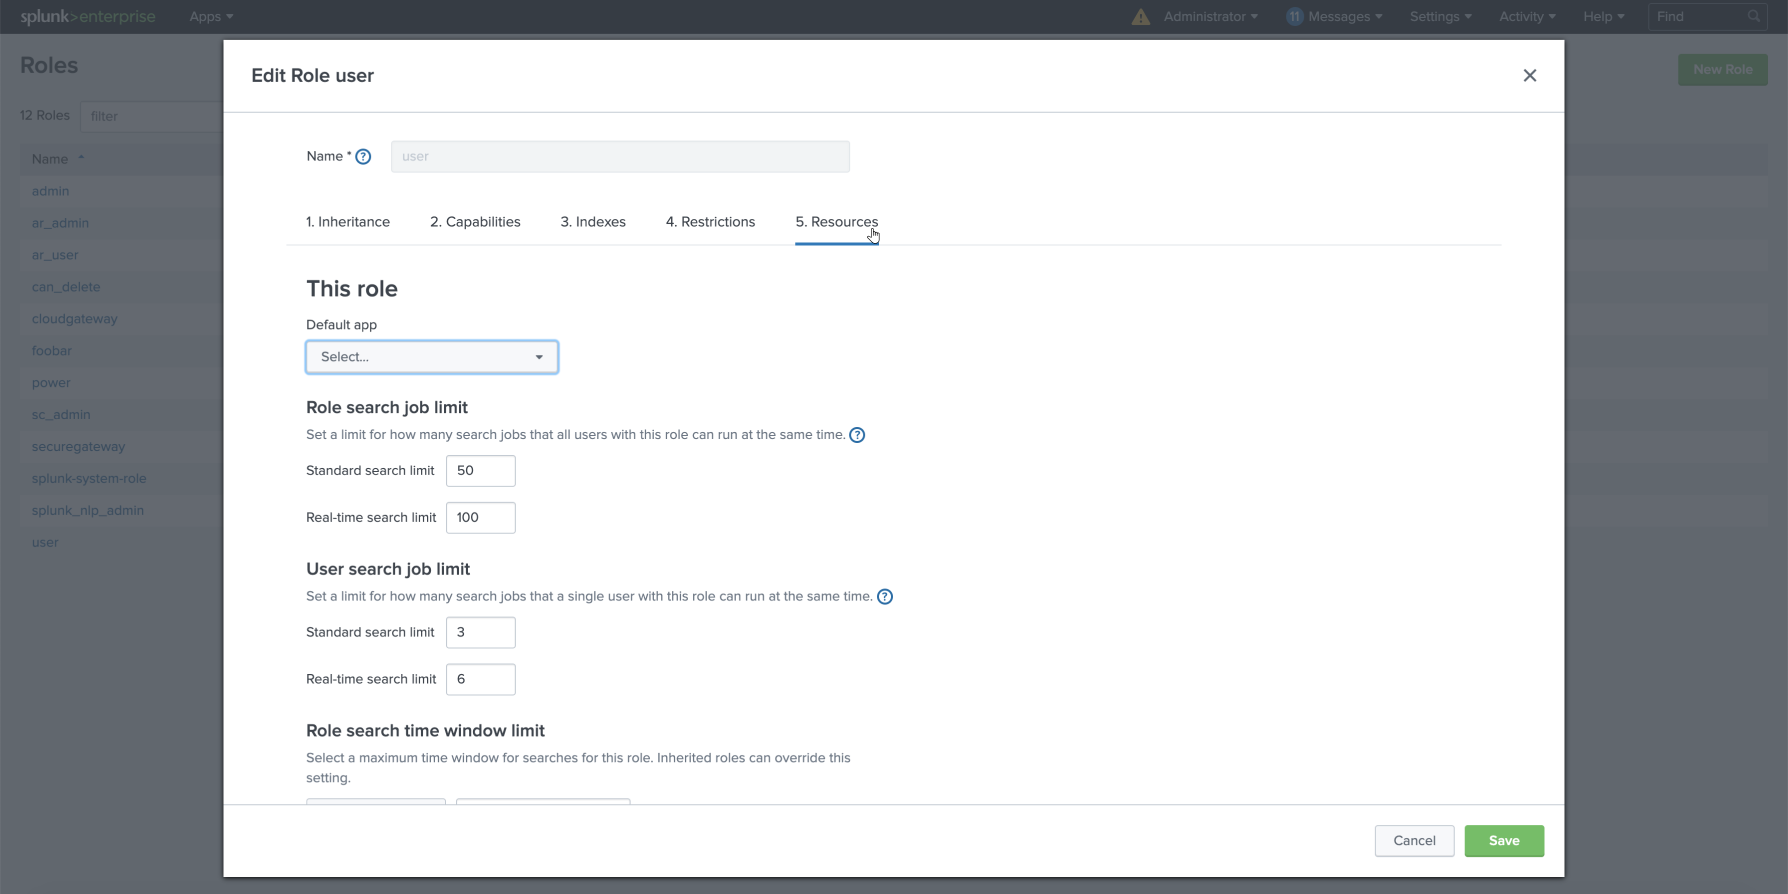 splunk>enterprise Apps Administrator 11 Messages Settings Activity Help Find
Roles
New Role
12 Roles filter
Name
admin
ar_admin
ar_user
can_delete
cloudgateway
foobar
power
sc_admin
securegateway
splunk-system-role
splunk_nlp_admin
user
Edit Role user
Name * ? user
1. Inheritance 2. Capabilities 3. Indexes 4. Restrictions 5. Resources
This role
Default app
Select...
Role search job limit
Set a limit for how many search jobs that all users with this role can run at the same time. ?
Standard search limit 50
Real-time search limit 100
User search job limit
Set a limit for how many search jobs that a single user with this role can run at the same time. ?
Standard search limit 3
Real-time search limit 6
Role search time window limit
Select a maximum time window for searches for this role. Inherited roles can override this
setting.
Cancel Save